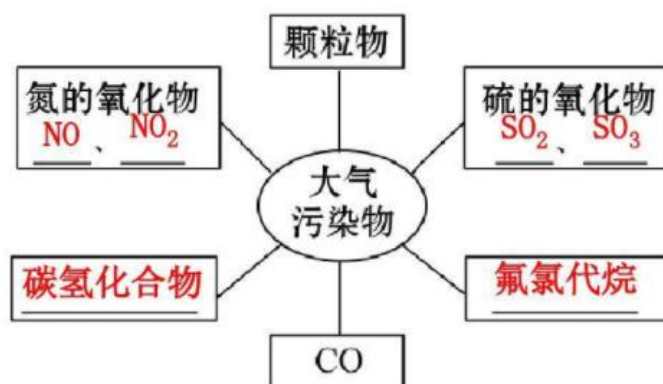 颗粒物
氮的氧化物
NO、NO₂
硫的氧化物
SO₂、SO₃
大气
污染物
碳氢化合物
氟氯代烷
CO